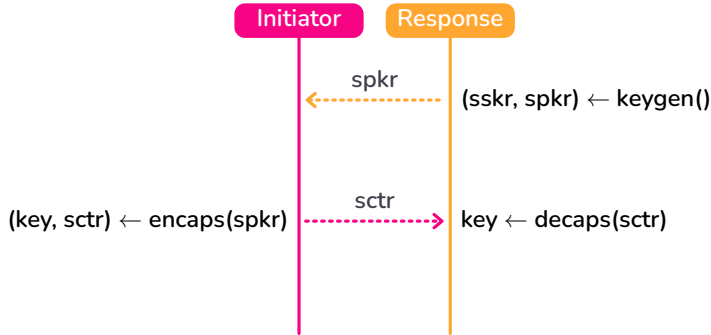 Initiator
Response
spkr
(sskr, spkr) ← keygen()
sctr
(key, sctr) ← encaps(spkr)
key ← decaps(sctr)